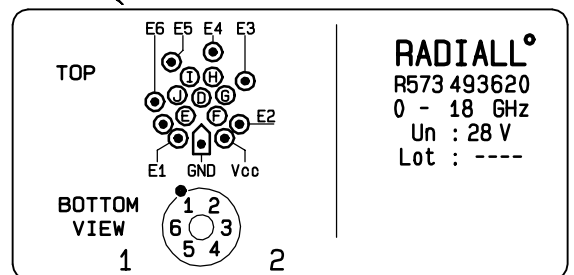 E6 E5 E4 E3
TOP
I H
J D G
E F
E2
E1 GND Vcc
BOTTOM
VIEW
1 2
6 3
5 4
1 2
RADIALL°
R573 493620
0 - 18 GHz
Un : 28 V
Lot : ----